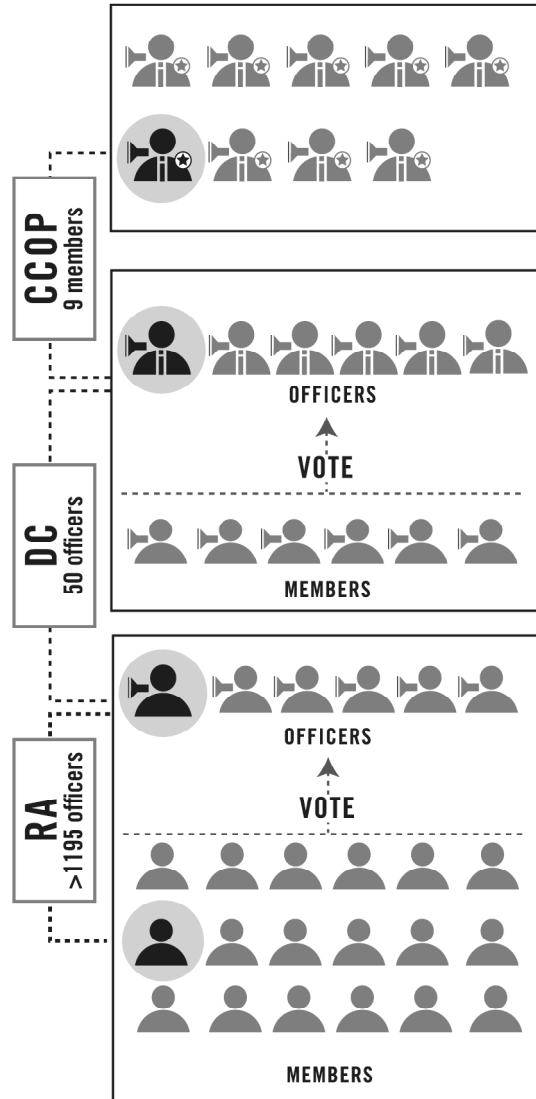 CCOP
9 members
OFFICERS
VOTE
MEMBERS
DC
50 officers
OFFICERS
VOTE
MEMBERS
RA
>1195 officers